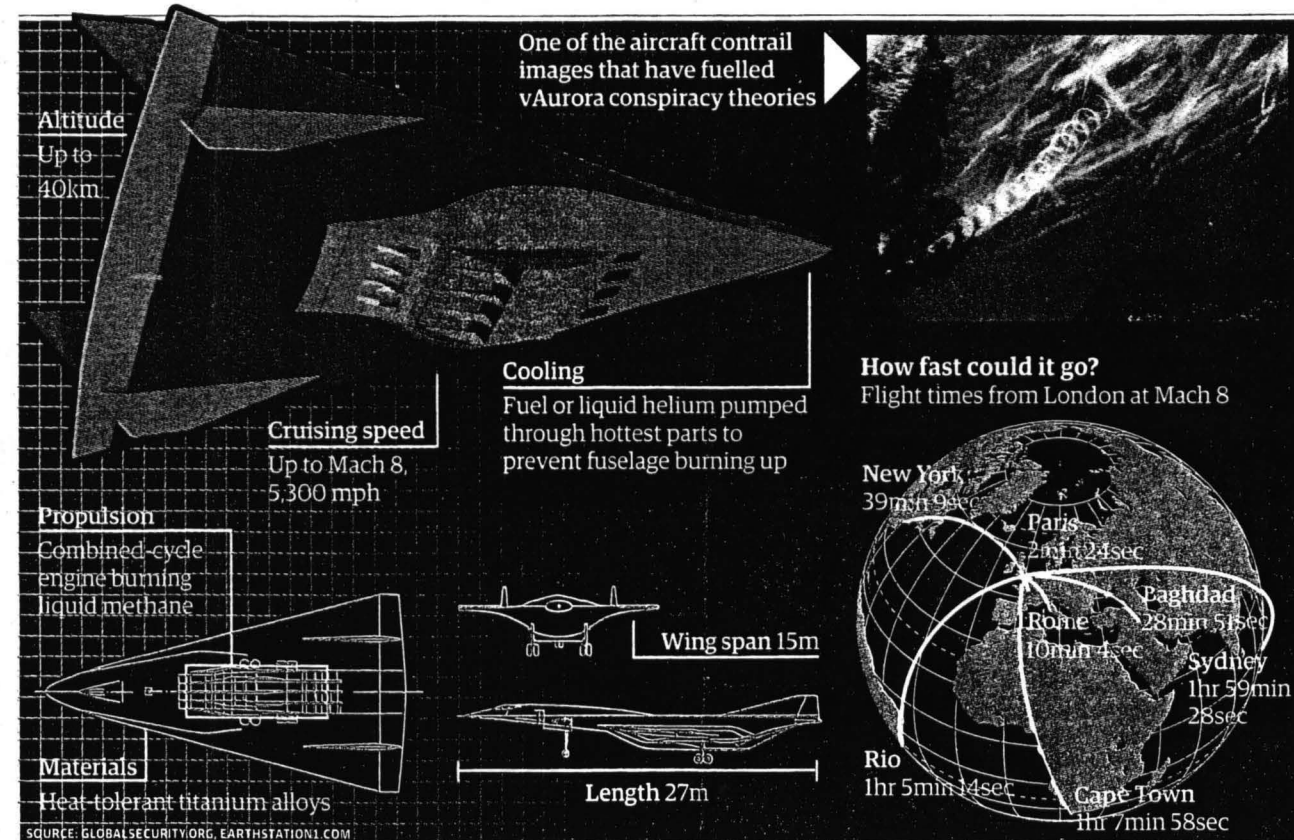 One of the aircraft contrail
images that have fuelled
vAurora conspiracy theories
Altitude
Up to
40km
Cooling
Fuel or liquid helium pumped
through hottest parts to
prevent fuselage burning up
Cruising speed
Up to Mach 8,
5,300 mph
Propulsion
Combined-cycle
engine burning
liquid methane
Materials
Heat-tolerant titanium alloys
Wing span 15m
Length 27m
How fast could it go?
Flight times from London at Mach 8
New York
39min 9sec
Paris
2min 24sec
Baghdad
28min 51sec
Rome
10min 4sec
Sydney
1hr 59min
28sec
Rio
1hr 5min 14sec
Cape Town
1hr 7min 58sec
SOURCE: GLOBALSECURITY.ORG, EARTHSTATION1.COM